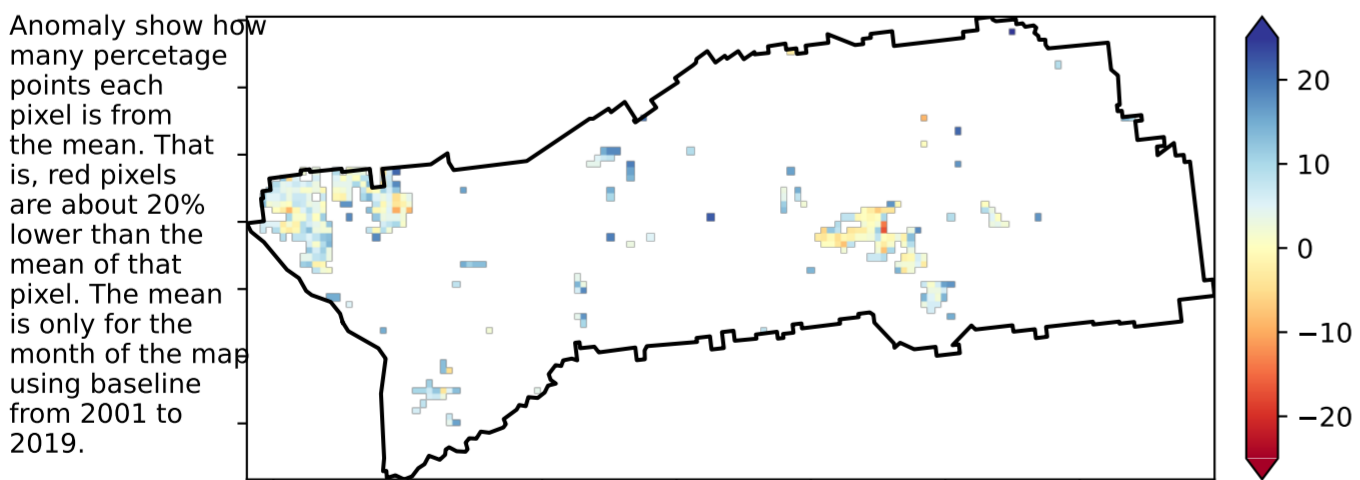 Anomaly show how
many percetage
points each
pixel is from
the mean. That
is, red pixels
are about 20%
lower than the
mean of that
pixel. The mean
is only for the
month of the map
using baseline
from 2001 to
2019.
20
10
0
−10
−20